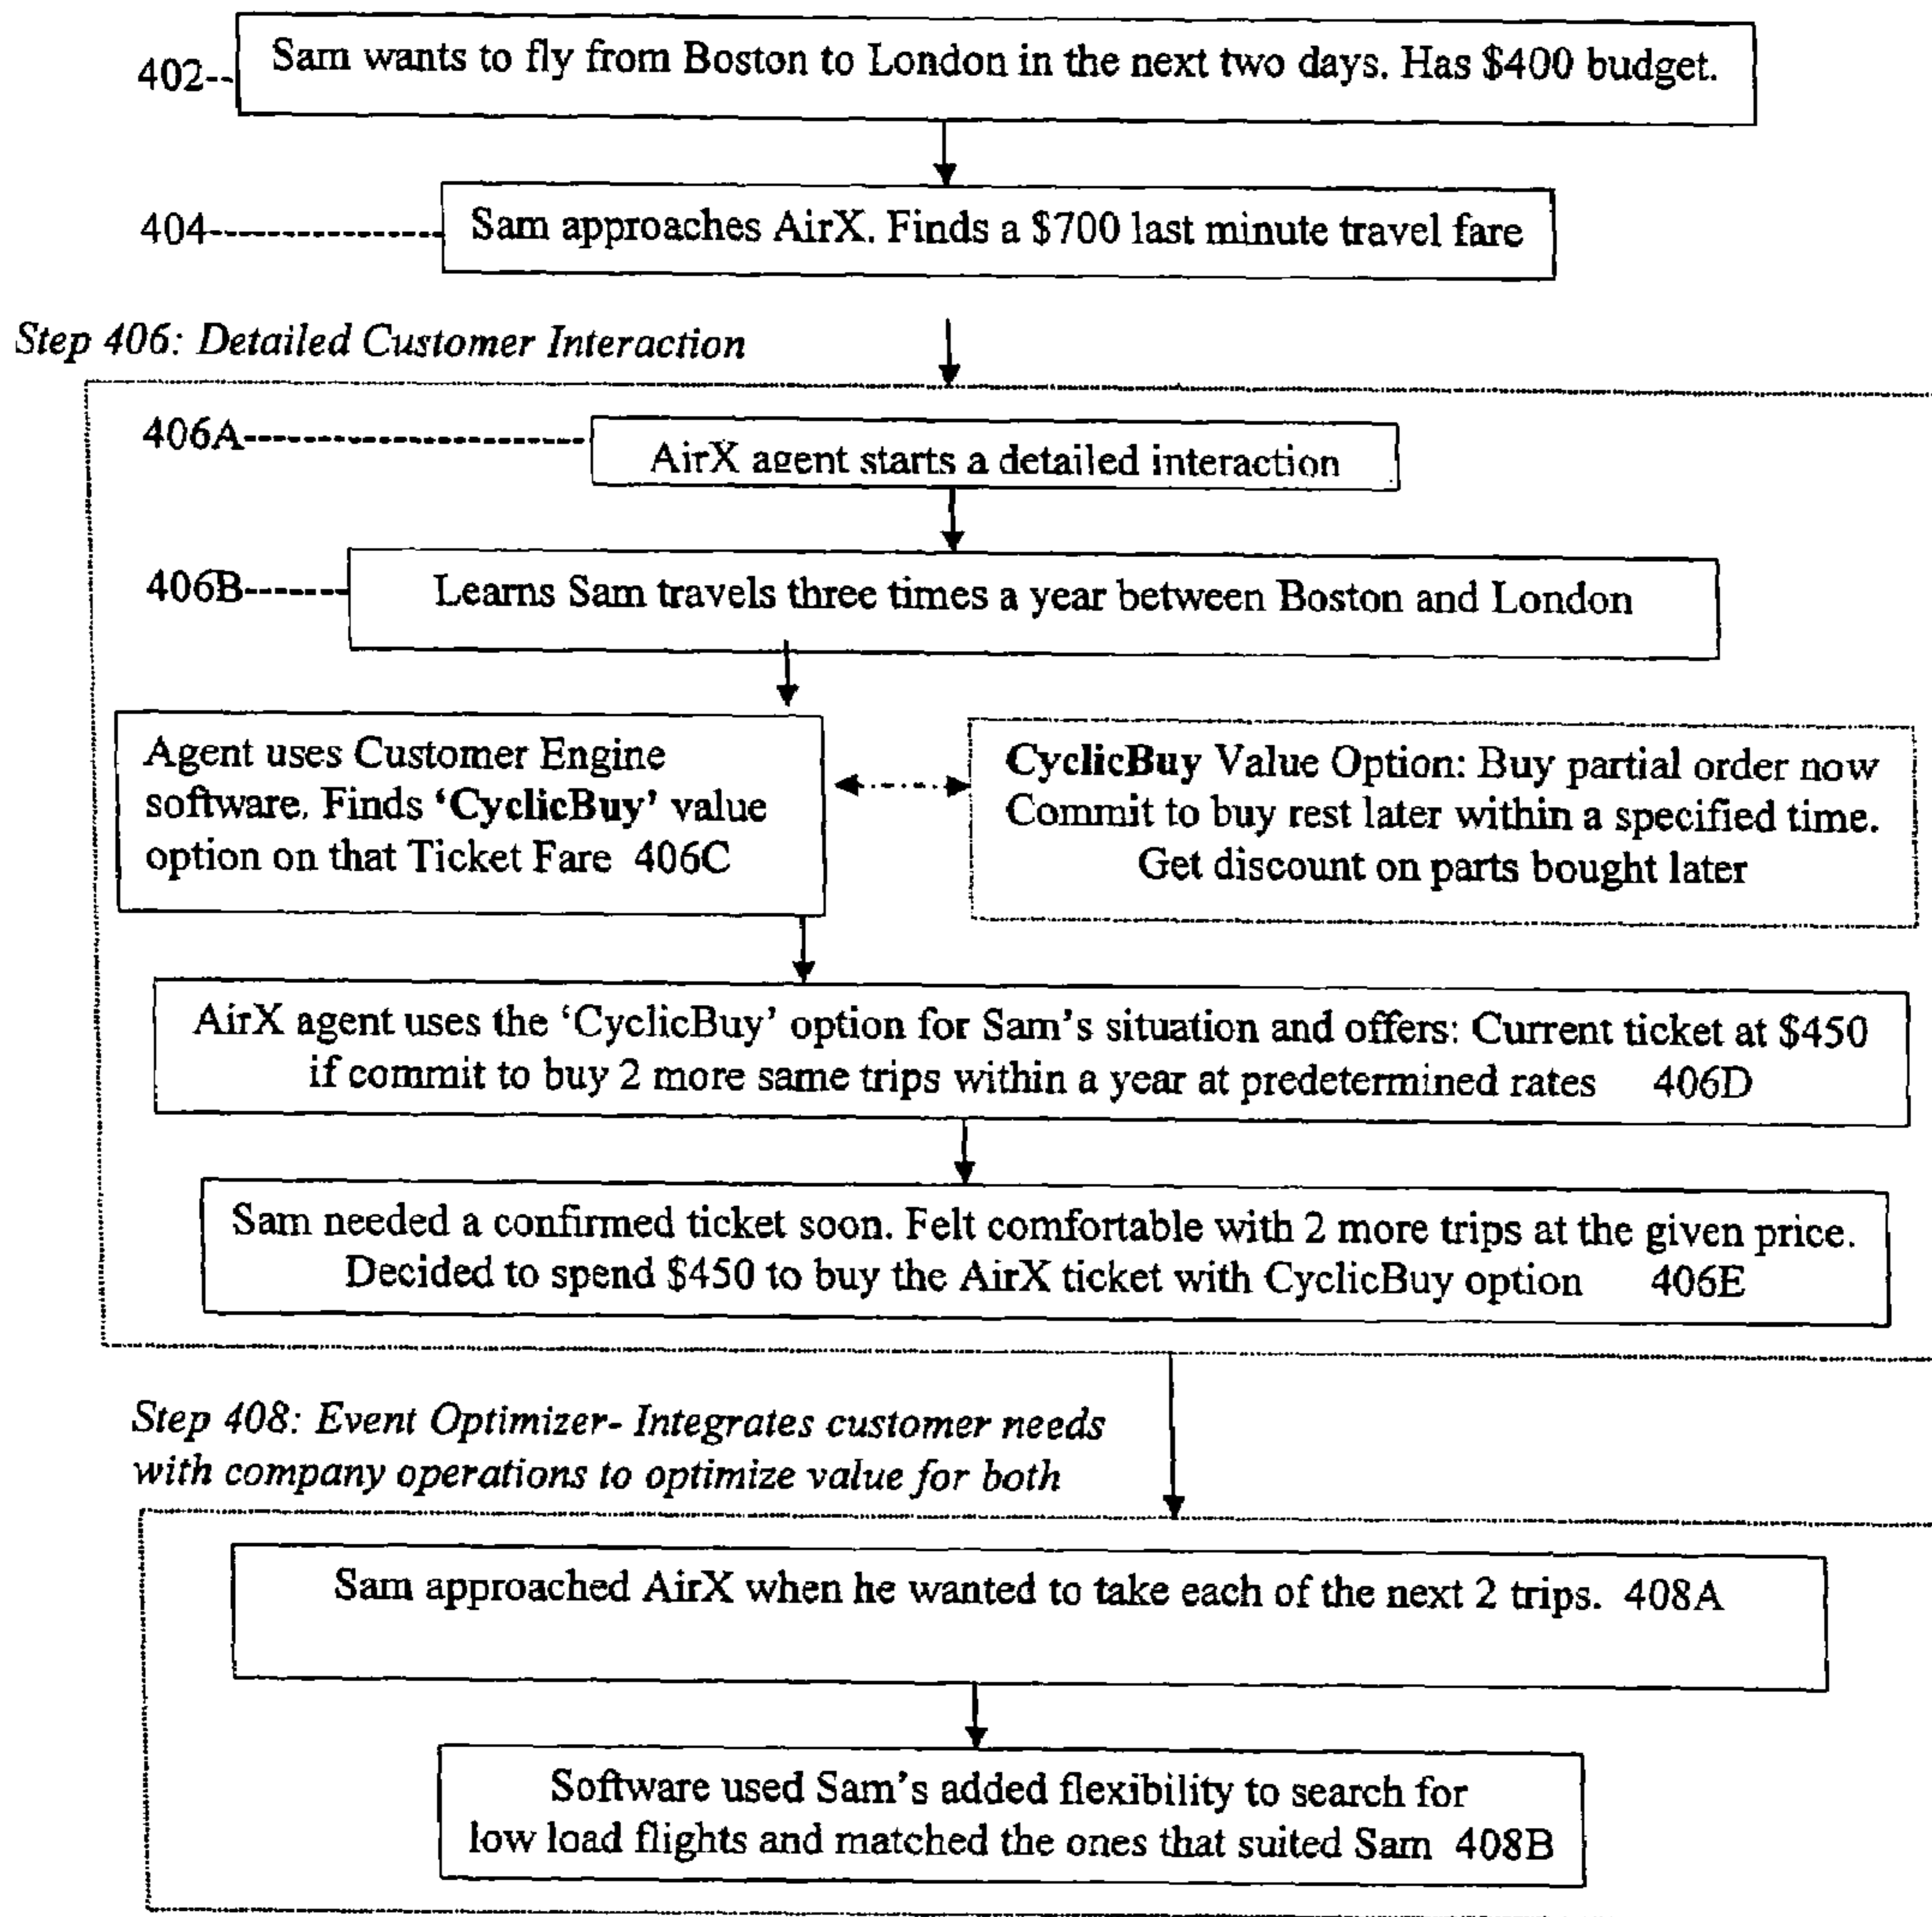 402-- Sam wants to fly from Boston to London in the next two days. Has $400 budget.
404-------------- Sam approaches AirX. Finds a $700 last minute travel fare
Step 406: Detailed Customer Interaction
406A---------------------
AirX agent starts a detailed interaction
406B------- Learns Sam travels three times a year between Boston and London
Agent uses Customer Engine
software. Finds ‘CyclicBuy’ value
option on that Ticket Fare 406C
CyclicBuy Value Option: Buy partial order now
Commit to buy rest later within a specified time.
Get discount on parts bought later
AirX agent uses the ‘CyclicBuy’ option for Sam’s situation and offers: Current ticket at $450
if commit to buy 2 more same trips within a year at predetermined rates 406D
Sam needed a confirmed ticket soon. Felt comfortable with 2 more trips at the given price.
Decided to spend $450 to buy the AirX ticket with CyclicBuy option 406E
Step 408: Event Optimizer- Integrates customer needs
with company operations to optimize value for both
Sam approached AirX when he wanted to take each of the next 2 trips. 408A
Software used Sam’s added flexibility to search for
low load flights and matched the ones that suited Sam 408B